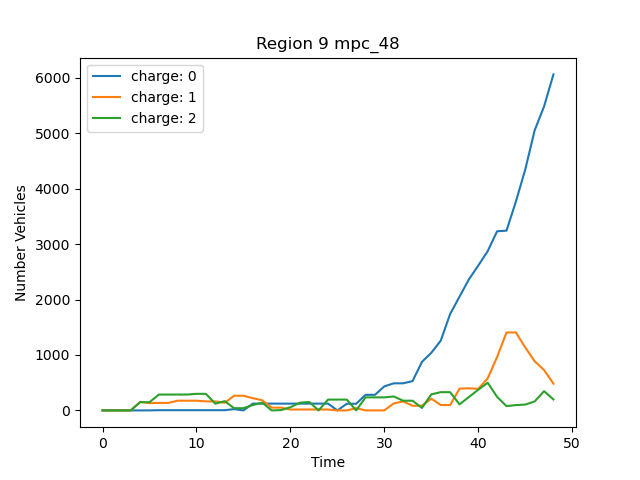 Region 9 mpc_48
charge: 0
charge: 1
charge: 2
Number Vehicles
6000
5000
4000
3000
2000
1000
0
0 10 20 30 40 50
Time